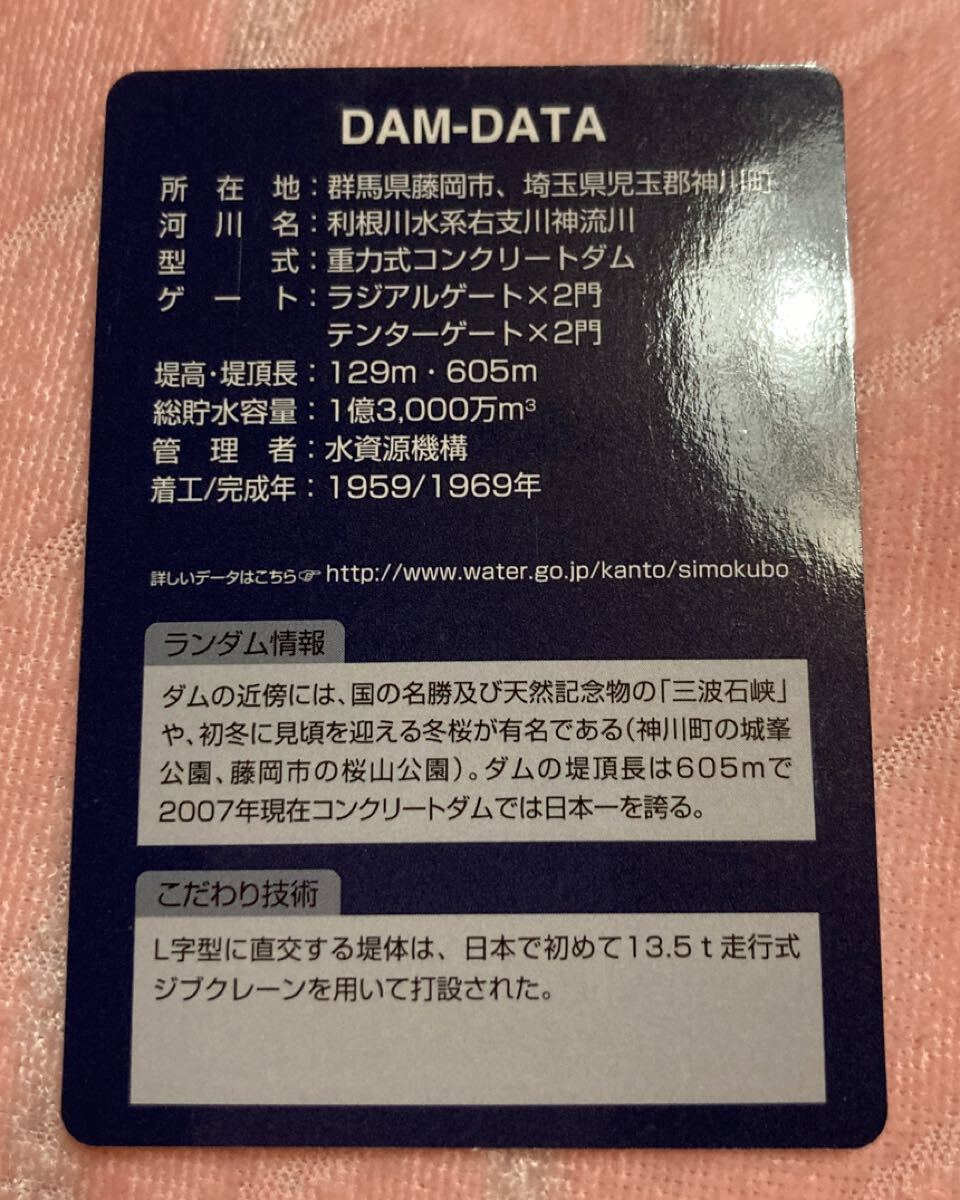 DAM-DATA
所在地：群馬県藤岡市、埼玉県児玉郡神川町
河川名：利根川水系右支川神流川
型式：重力式コンクリートダム
ゲート：ラジアルゲート×2門
テンターゲート×2門
堤高・堤頂長：129m・605m
総貯水容量：1億3,000万m³
管理者：水資源機構
着工/完成年：1959/1969年
詳しいデータはこちら☞http://www.water.go.jp/kanto/simokubo
ランダム情報
ダムの近傍には、国の名勝及び天然記念物の「三波石峡」
や、初冬に見頃を迎える冬桜が有名である（神川町の城峯
公園、藤岡市の桜山公園）。ダムの堤頂長は605mで
2007年現在コンクリートダムでは日本一を誇る。
こだわり技術
L字型に直交する堤体は、日本で初めて13.5ｔ走行式
ジブクレーンを用いて打設された。